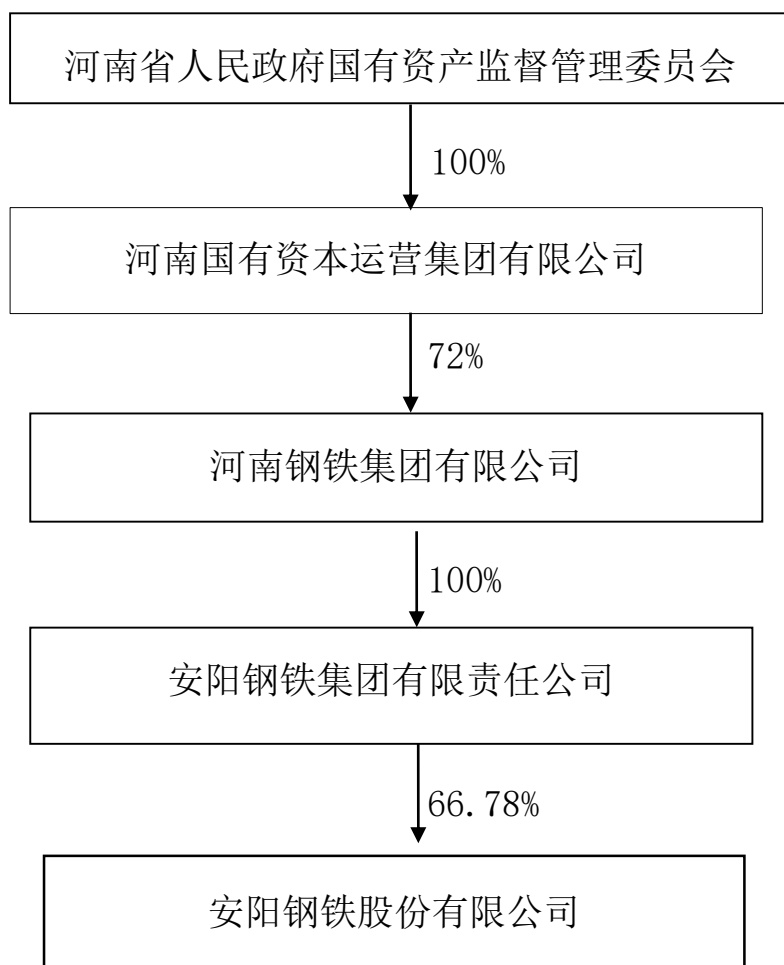 河南省人民政府国有资产监督管理委员会
100%
河南国有资本运营集团有限公司
72%
河南钢铁集团有限公司
100%
安阳钢铁集团有限责任公司
66.78%
安阳钢铁股份有限公司